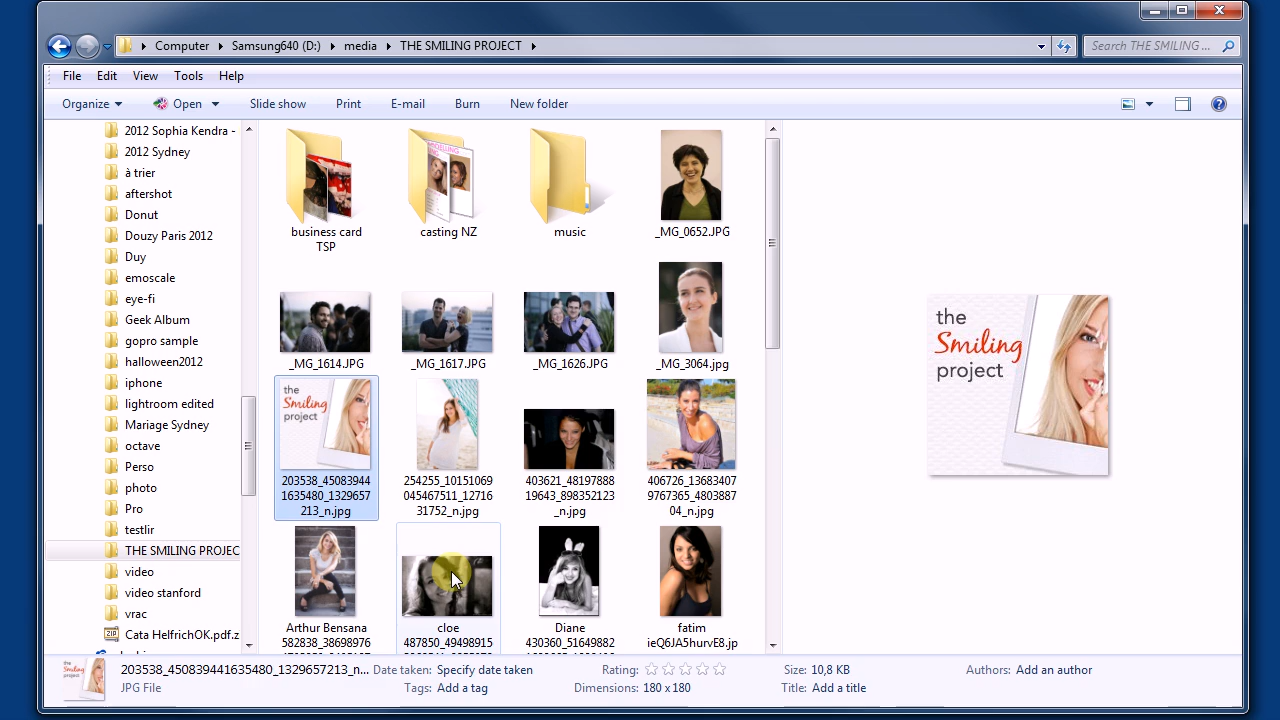 Computer
Samsung640 (D:)
media
THE SMILING PROJECT
Search THE SMILING ...
File
Edit
View
Tools
Help
Organize
Open
Slide show
Print
E-mail
Burn
New folder
2012 Sophia Kendra -
2012 Sydney
à trier
aftershot
Donut
Douzy Paris 2012
Duy
emoscale
eye-fi
Geek Album
gopro sample
halloween2012
iphone
lightroom edited
Mariage Sydney
octave
Perso
photo
Pro
testlir
THE SMILING PROJEC
video
video stanford
vrac
Cata HelfrichOK.pdf.z
business card
TSP
casting NZ
music
_MG_0652.JPG
_MG_1614.JPG
_MG_1617.JPG
_MG_1626.JPG
_MG_3064.jpg
the
Smiling
project
203538_45083944
1635480_1329657
213_n.jpg
254255_10151069
045467511_12716
31752_n.jpg
403621_48197888
19643_898352123
_n.jpg
406726_13683407
9767365_4803887
04_n.jpg
Arthur Bensana
582838_38698976
cloe
487850_49498915
Diane
430360_51649882
fatim
ieQ6JA5hurvE8.jp
the
Smiling
project
203538_450839441635480_1329657213_n...
JPG File
Date taken: Specify date taken
Tags: Add a tag
Rating:
Dimensions: 180 x 180
Size: 10,8 KB
Title: Add a title
Authors: Add an author